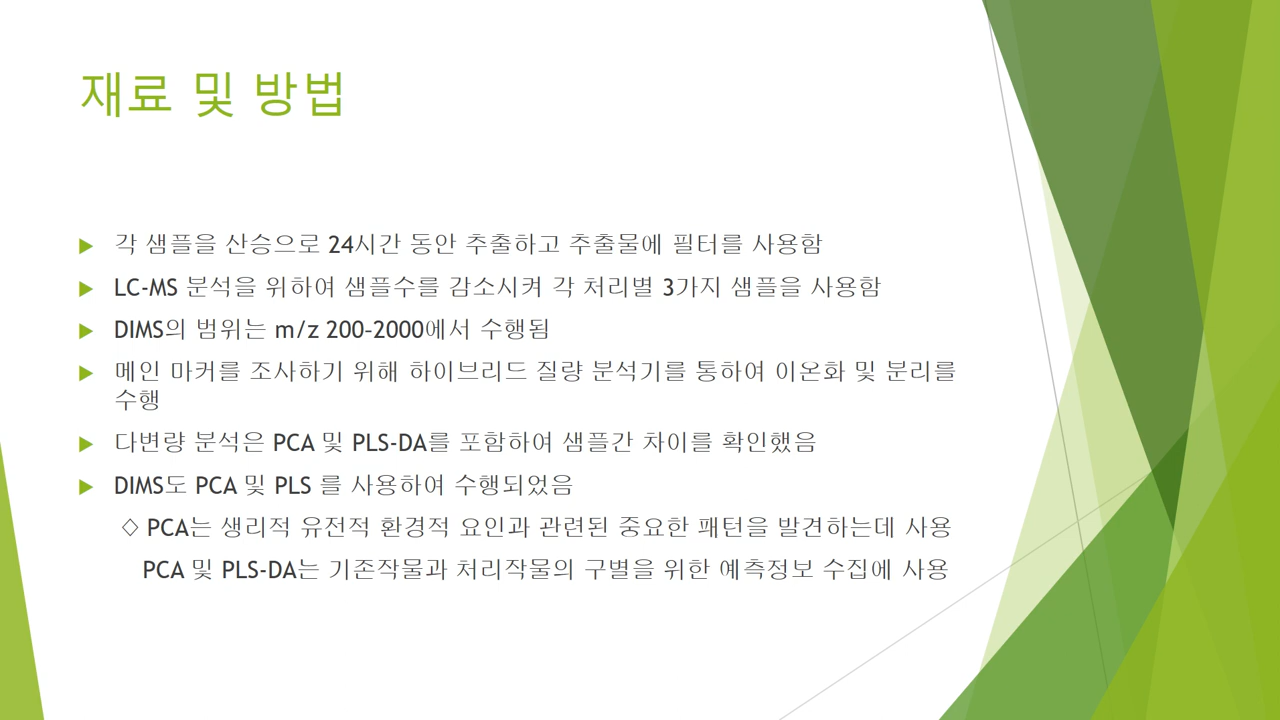 재료 및 방법
각 샘플을 산승으로 24시간 동안 추출하고 추출물에 필터를 사용함
LC-MS 분석을 위하여 샘플수를 감소시켜 각 처리별 3가지 샘플을 사용함
DIMS의 범위는 m/z 200-2000에서 수행됨
메인 마커를 조사하기 위해 하이브리드 질량 분석기를 통하여 이온화 및 분리를
수행
다변량 분석은 PCA 및 PLS-DA를 포함하여 샘플간 차이를 확인했음
DIMS도 PCA 및 PLS 를 사용하여 수행되었음
◇ PCA는 생리적 유전적 환경적 요인과 관련된 중요한 패턴을 발견하는데 사용
PCA 및 PLS-DA는 기존작물과 처리작물의 구별을 위한 예측정보 수집에 사용